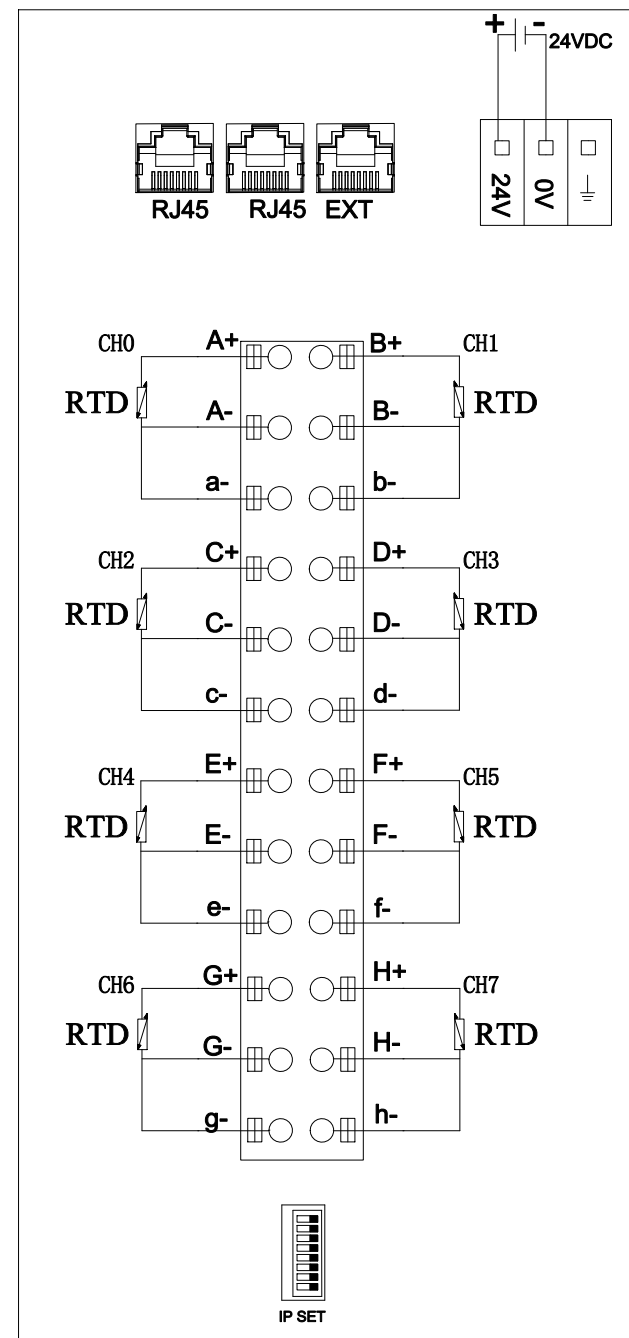 + - 24VDC
24V 0V
RJ45 RJ45 EXT
CH0 A+ B+ CH1
RTD A- B- RTD
a- b-
CH2 C+ D+ CH3
RTD C- D- RTD
c- d-
CH4 E+ F+ CH5
RTD E- F- RTD
e- f-
CH6 G+ H+ CH7
RTD G- H- RTD
g- h-
IP SET